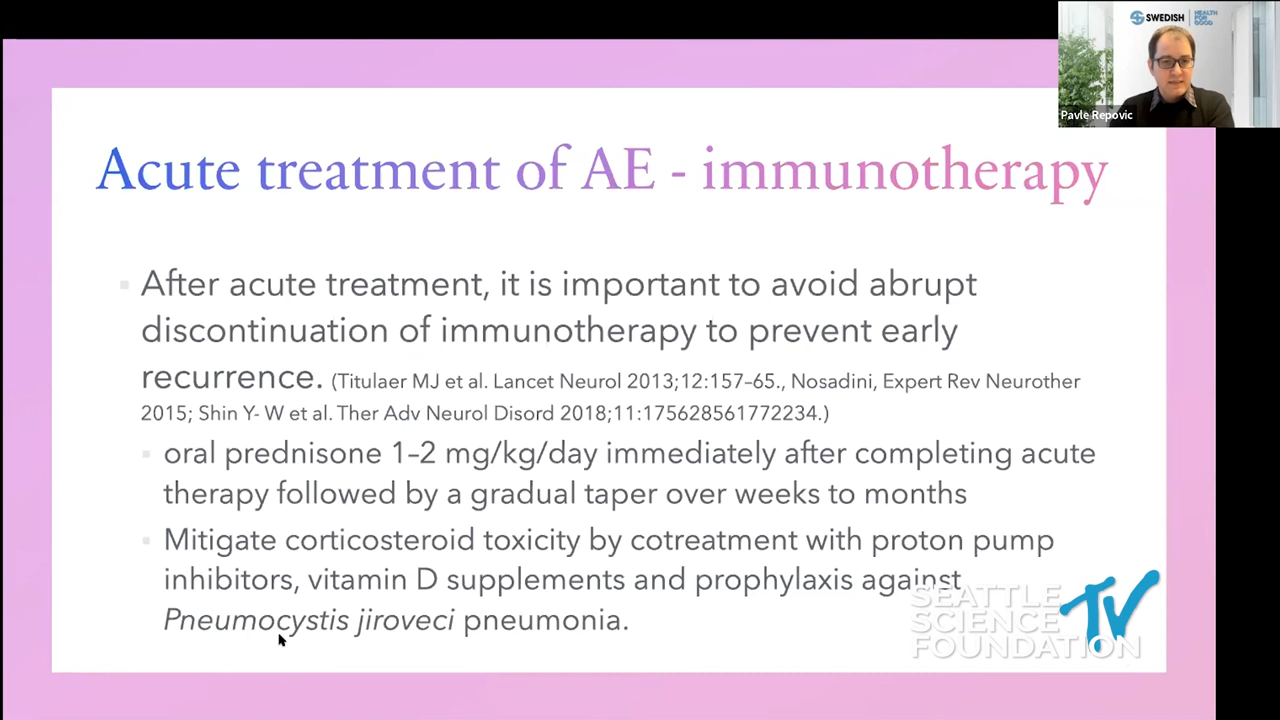 SWEDISH
HEALTH
FOR
GOOD
Pavle Repovic
Acute treatment of AE - immunotherapy
After acute treatment, it is important to avoid abrupt
discontinuation of immunotherapy to prevent early
recurrence. (Titulaer MJ et al. Lancet Neurol 2013;12:157–65., Nosadini, Expert Rev Neurother
2015; Shin Y- W et al. Ther Adv Neurol Disord 2018;11:175628561772234.)
oral prednisone 1–2 mg/kg/day immediately after completing acute
therapy followed by a gradual taper over weeks to months
Mitigate corticosteroid toxicity by cotreatment with proton pump
inhibitors, vitamin D supplements and prophylaxis against
Pneumocystis jiroveci pneumonia.
SEATTLE
SCIENCE
FOUNDATION
TV